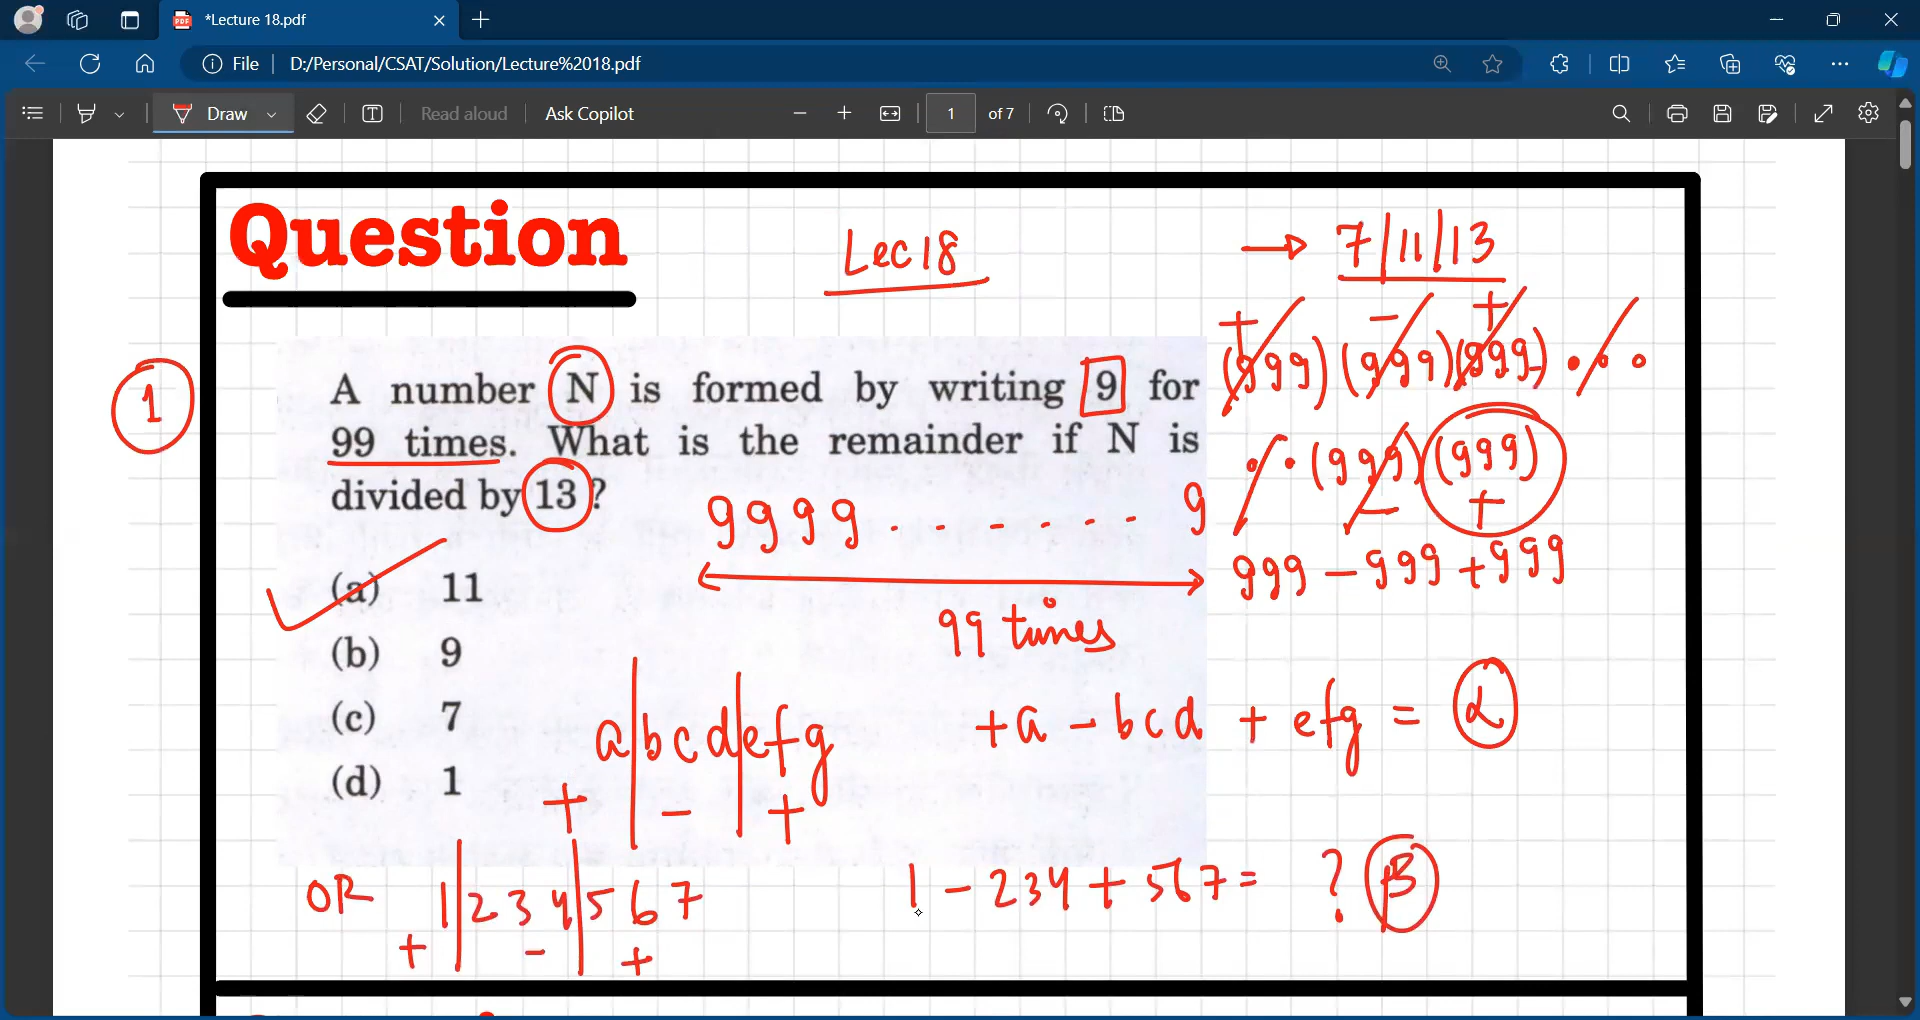 *Lecture 18.pdf
File
D:/Personal/CSAT/Solution/Lecture%2018.pdf
Draw
Read aloud
Ask Copilot
1 of 7
Question
Lec 18
7/11/13
+ - +
(999)(999)(999)...
1
A number N is formed by writing 9 for
99 times. What is the remainder if N is
divided by 13?
..(999)(999)
- +
9999....... 9
999-999+999
99 times
(a) 11
(b) 9
(c) 7
(d) 1
a|bcd|efg
+ - +
+a - bcd + efg = α
OR 1|234|567
+ - +
1 - 234 + 567 = ? β